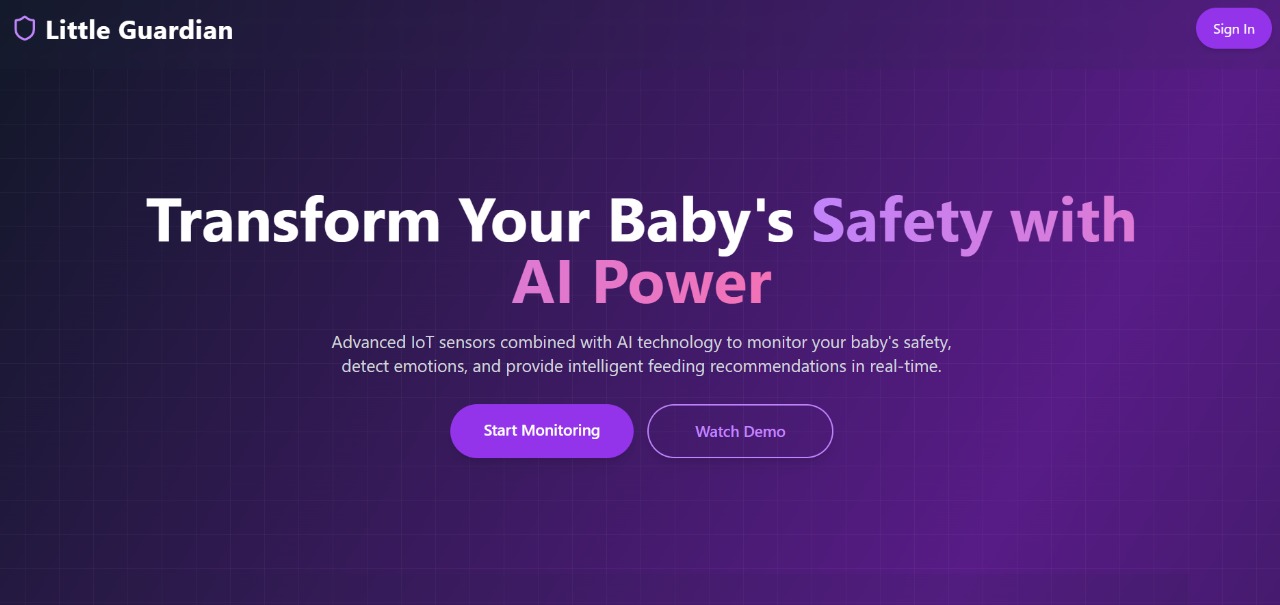 Little Guardian
Sign In
Transform Your Baby's Safety with
AI Power
Advanced IoT sensors combined with AI technology to monitor your baby's safety,
detect emotions, and provide intelligent feeding recommendations in real-time.
Start Monitoring
Watch Demo